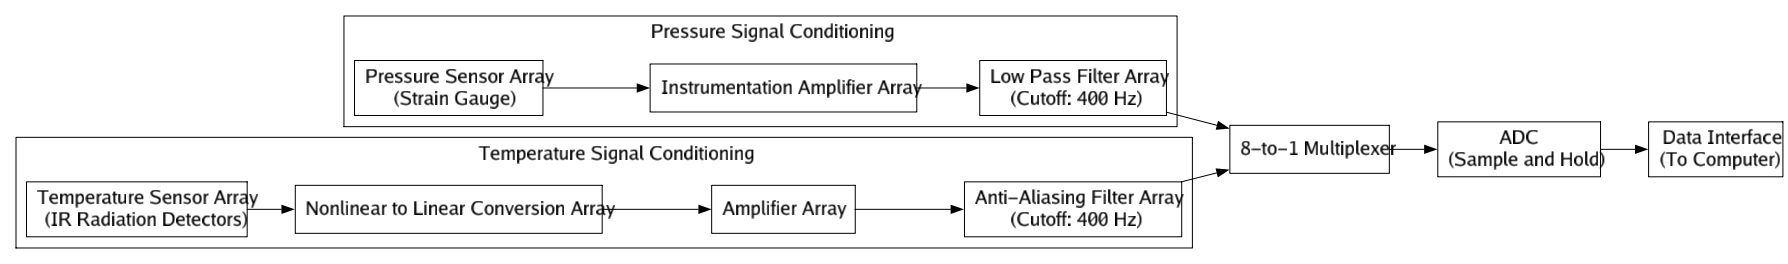 Pressure Signal Conditioning
Pressure Sensor Array
(Strain Gauge)
Instrumentation Amplifier Array
Low Pass Filter Array
(Cutoff: 400 Hz)
Temperature Signal Conditioning
Temperature Sensor Array
(IR Radiation Detectors)
Nonlinear to Linear Conversion Array
Amplifier Array
Anti-Aliasing Filter Array
(Cutoff: 400 Hz)
8-to-1 Multiplexer
ADC
(Sample and Hold)
Data Interface
(To Computer)